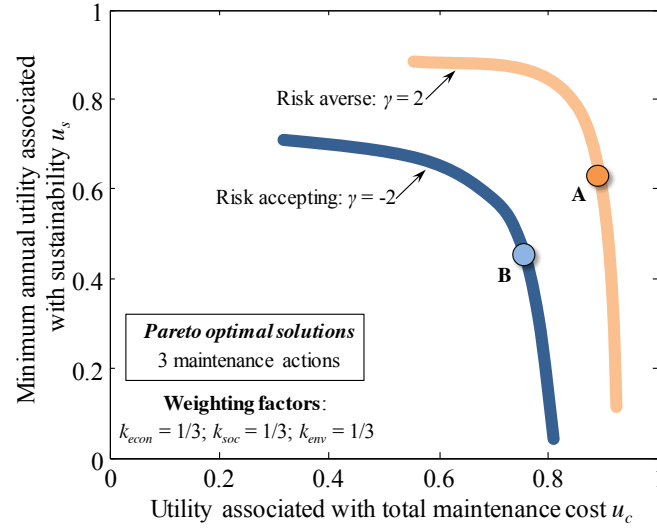 Minimum annual utility associated
with sustainability u_s
1
0.8
0.6
0.4
0.2
0
Risk averse: γ = 2
Risk accepting: γ = -2
A
B
Pareto optimal solutions
3 maintenance actions
Weighting factors:
k_econ = 1/3; k_soc = 1/3; k_env = 1/3
0 0.2 0.4 0.6 0.8 1
Utility associated with total maintenance cost u_c